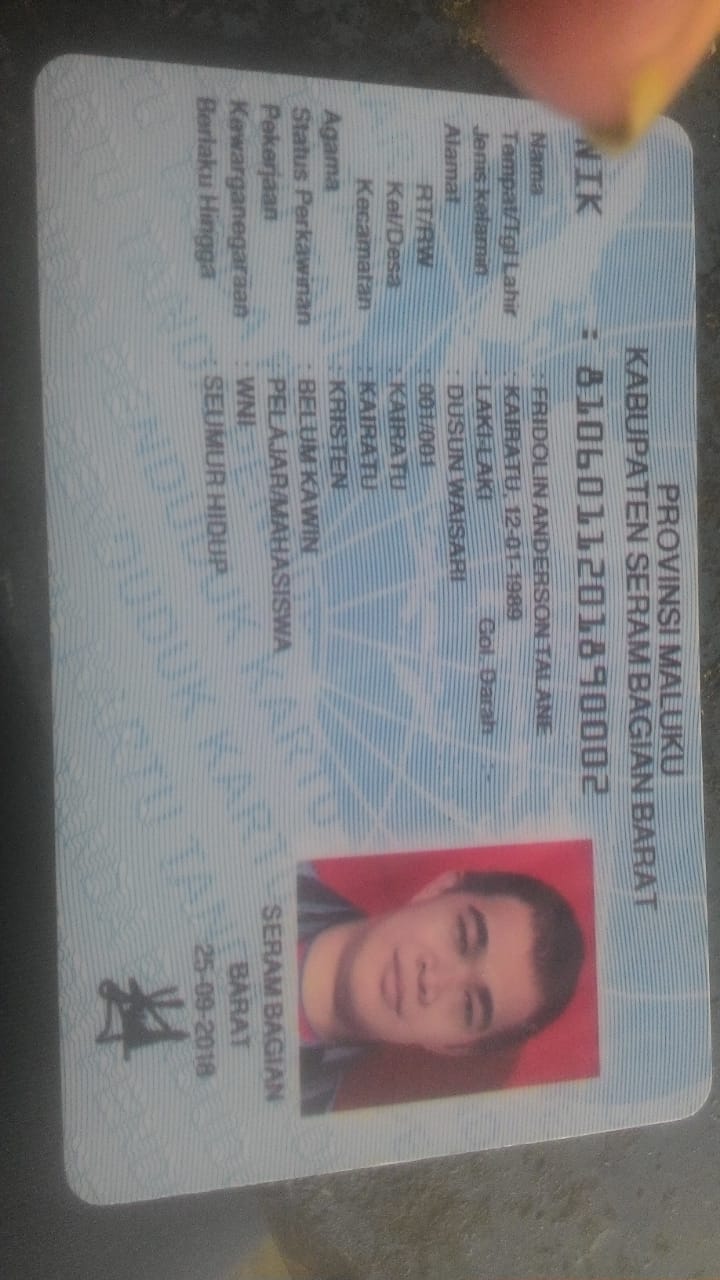 PROVINSI MALUKU
KABUPATEN SERAM BAGIAN BARAT
NIK : 8106011201890002
Nama : FRIDOLIN ANDERSON TALANE
Tempat/Tgl Lahir : KAIRATU, 12-01-1989
Jenis Kelamin : LAKI-LAKI Gol. Darah : -
Alamat : DUSUN WAISARI
RT/RW : 001/001
Kel/Desa : KAIRATU
Kecamatan : KAIRATU
Agama : KRISTEN
Status Perkawinan : BELUM KAWIN
Pekerjaan : PELAJAR/MAHASISWA
Kewarganegaraan : WNI
Berlaku Hingga : SEUMUR HIDUP
SERAM BAGIAN
BARAT
25-09-2018